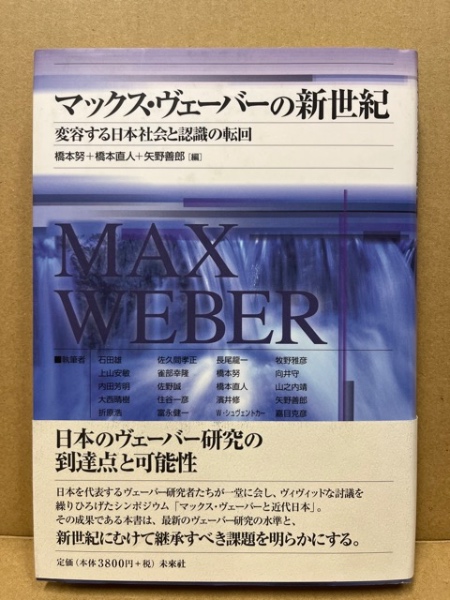 マックス・ヴェーバーの新世紀
変容する日本社会と認識の転回
橋本努+橋本直人+矢野善郎[編]
MAX
WEBER
■執筆者 石田雄 佐久間孝正 長尾龍一 牧野雅彦
上山安敏 雀部幸隆 橋本努 向井守
内田芳明 佐野誠 橋本直人 山之内靖
大西晴樹 住谷一彦 濱井修 矢野善郎
折原浩 富永健一 W・シュヴェントカー 嘉目克彦
日本のヴェーバー研究の
到達点と可能性
日本を代表するヴェーバー研究者たちが一堂に会し、ヴィヴィッドな討議を
繰りひろげたシンポジウム「マックス・ヴェーバーと近代日本」。
その成果である本書は、最新のヴェーバー研究の水準と、
新世紀にむけて継承すべき課題を明らかにする。
定価(本体3800円+税) 未來社